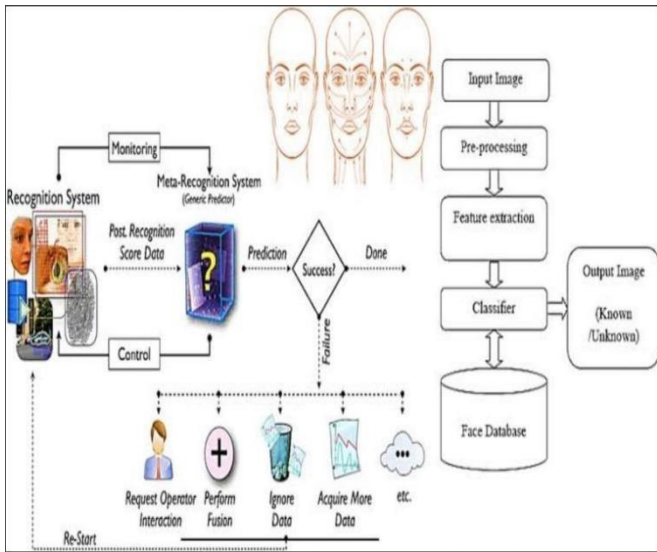 Monitoring
Recognition System
Meta-Recognition System
(Generic Predictor)
Post. Recognition
Score Data
?
Prediction
Success?
Done
Control
Failure
Request Operator
Interaction
+
Perform
Fusion
Ignore
Data
Acquire More
Data
etc.
Re-Start
Input Image
Pre-processing
Feature extraction
Classifier
Output Image
(Known
/Unknown)
Face Database